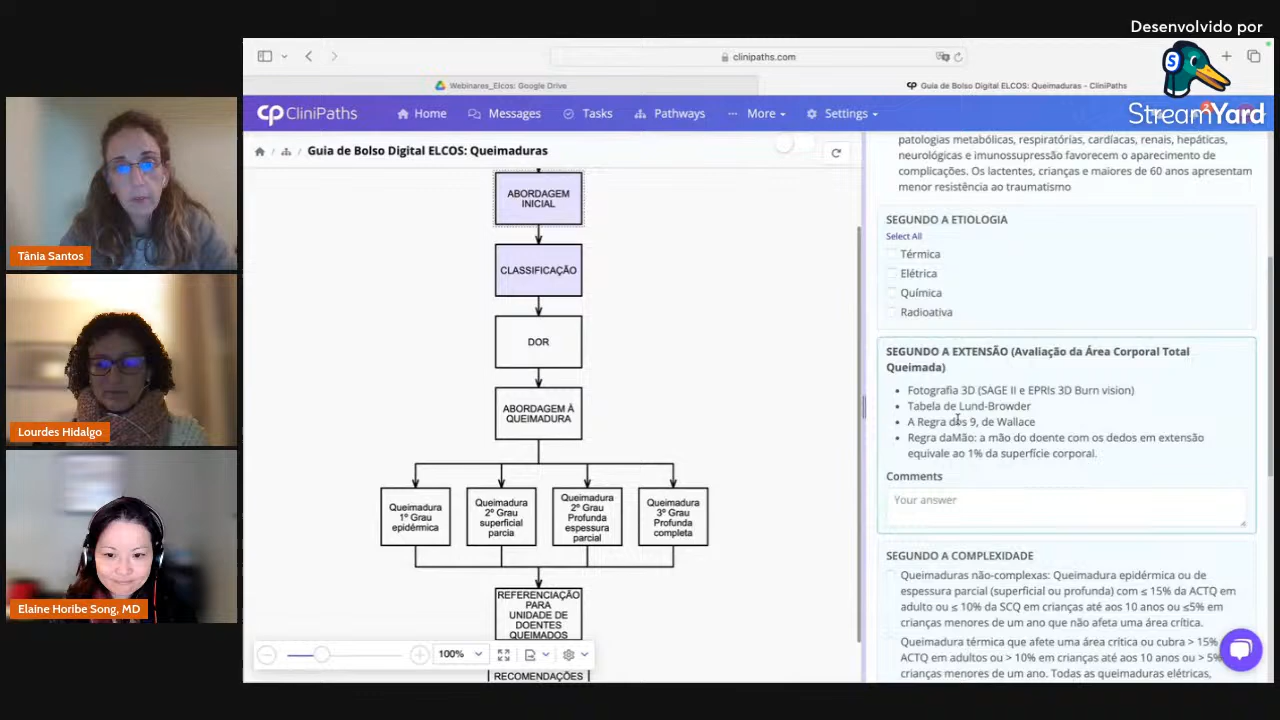 Desenvolvido por
StreamYard
clinipaths.com
Webinares_Elcos: Google Drive
Guia de Bolso Digital ELCOS: Queimaduras - CliniPaths
CliniPaths
Home
Messages
Tasks
Pathways
More
Settings
Guia de Bolso Digital ELCOS: Queimaduras
ABORDAGEM
INICIAL
CLASSIFICAÇÃO
DOR
ABORDAGEM À
QUEIMADURA
Queimadura
1º Grau
epidérmica
Queimadura
2º Grau
superficial
parcia
Queimadura
2º Grau
Profunda
espessura
parcial
Queimadura
3º Grau
Profunda
completa
REFERENCIAÇÃO
PARA
UNIDADE DE
DOENTES
QUEIMADOS
RECOMENDAÇÕES
100%
patologias metabólicas, respiratórias, cardíacas, renais, hepáticas,
neurológicas e imunossupressão favorecem o aparecimento de
complicações. Os lactentes, crianças e maiores de 60 anos apresentam
menor resistência ao traumatismo
SEGUNDO A ETIOLOGIA
Select All
Térmica
Elétrica
Química
Radioativa
SEGUNDO A EXTENSÃO (Avaliação da Área Corporal Total
Queimada)
Fotografia 3D (SAGE II e EPRIs 3D Burn vision)
Tabela de Lund-Browder
A Regra dos 9, de Wallace
Regra daMão: a mão do doente com os dedos em extensão
equivale ao 1% da superfície corporal.
Comments
Your answer
SEGUNDO A COMPLEXIDADE
Queimaduras não-complexas: Queimadura epidérmica ou de
espessura parcial (superficial ou profunda) com ≤ 15% da ACTQ em
adulto ou ≤ 10% da SCQ em crianças até aos 10 anos ou ≤5% em
crianças menores de um ano que não afeta uma área crítica.
Queimadura térmica que afete uma área crítica ou cubra > 15%
ACTQ em adultos ou > 10% em crianças até aos 10 anos ou > 5%
crianças menores de um ano. Todas as queimaduras elétricas,
Tânia Santos
Lourdes Hidalgo
Elaine Horibe Song, MD